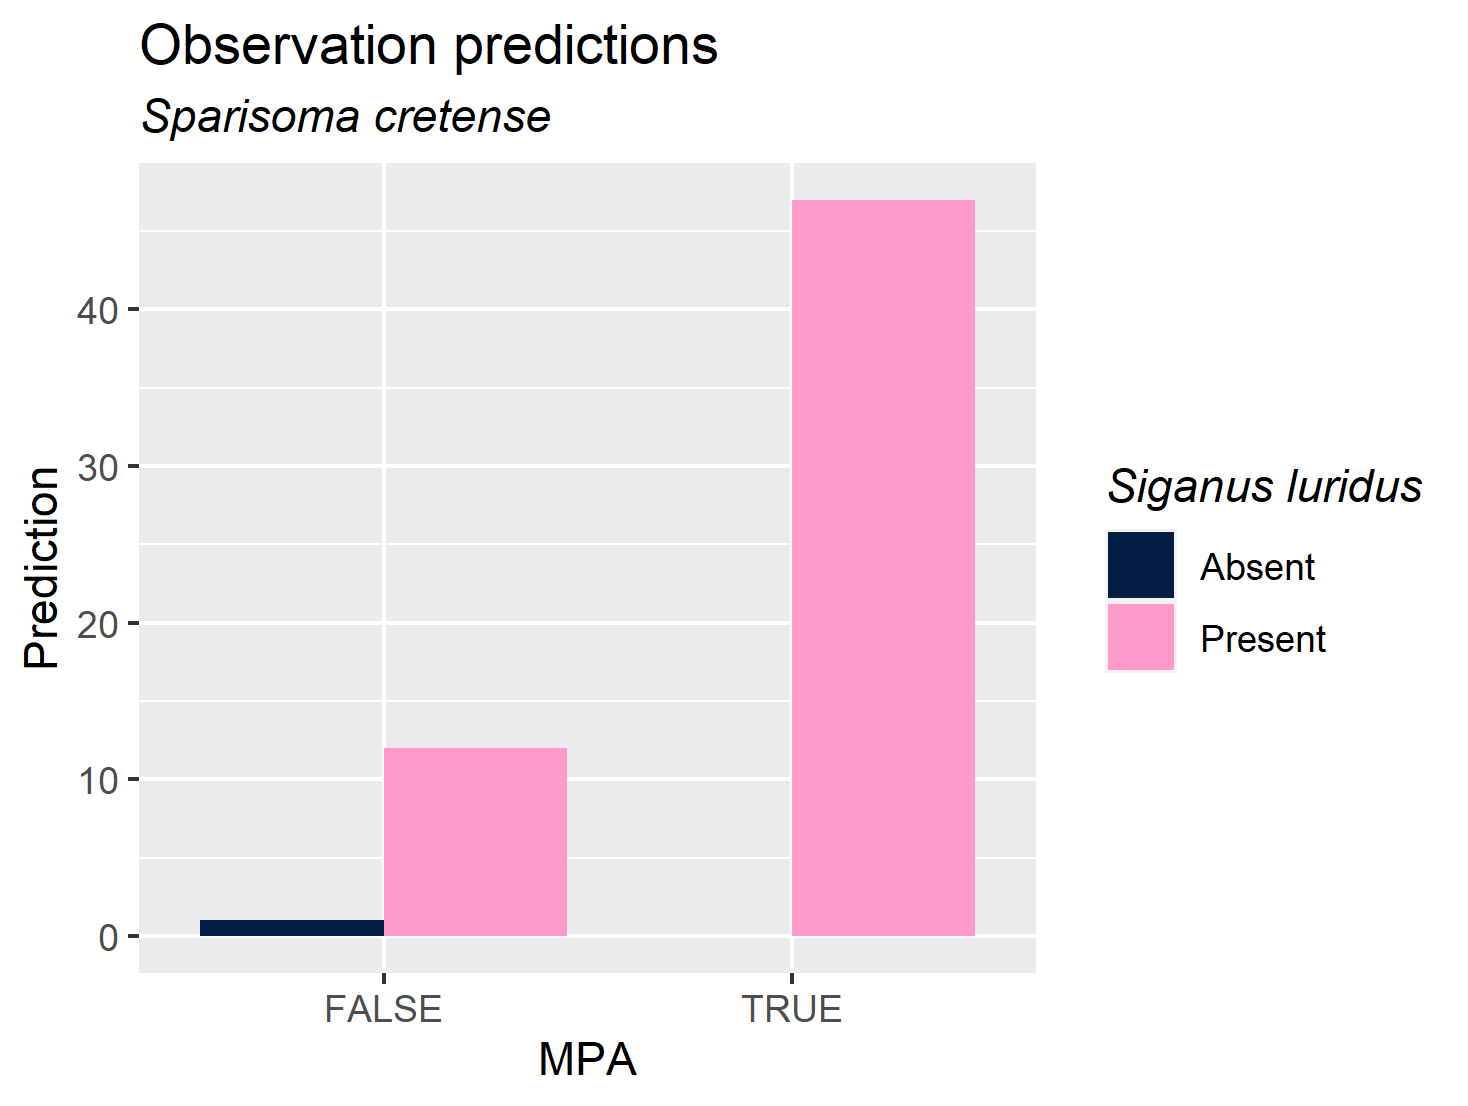 Observation predictions
Sparisoma cretense
Prediction
40
30
20
10
0
FALSE
TRUE
MPA
Siganus luridus
Absent
Present